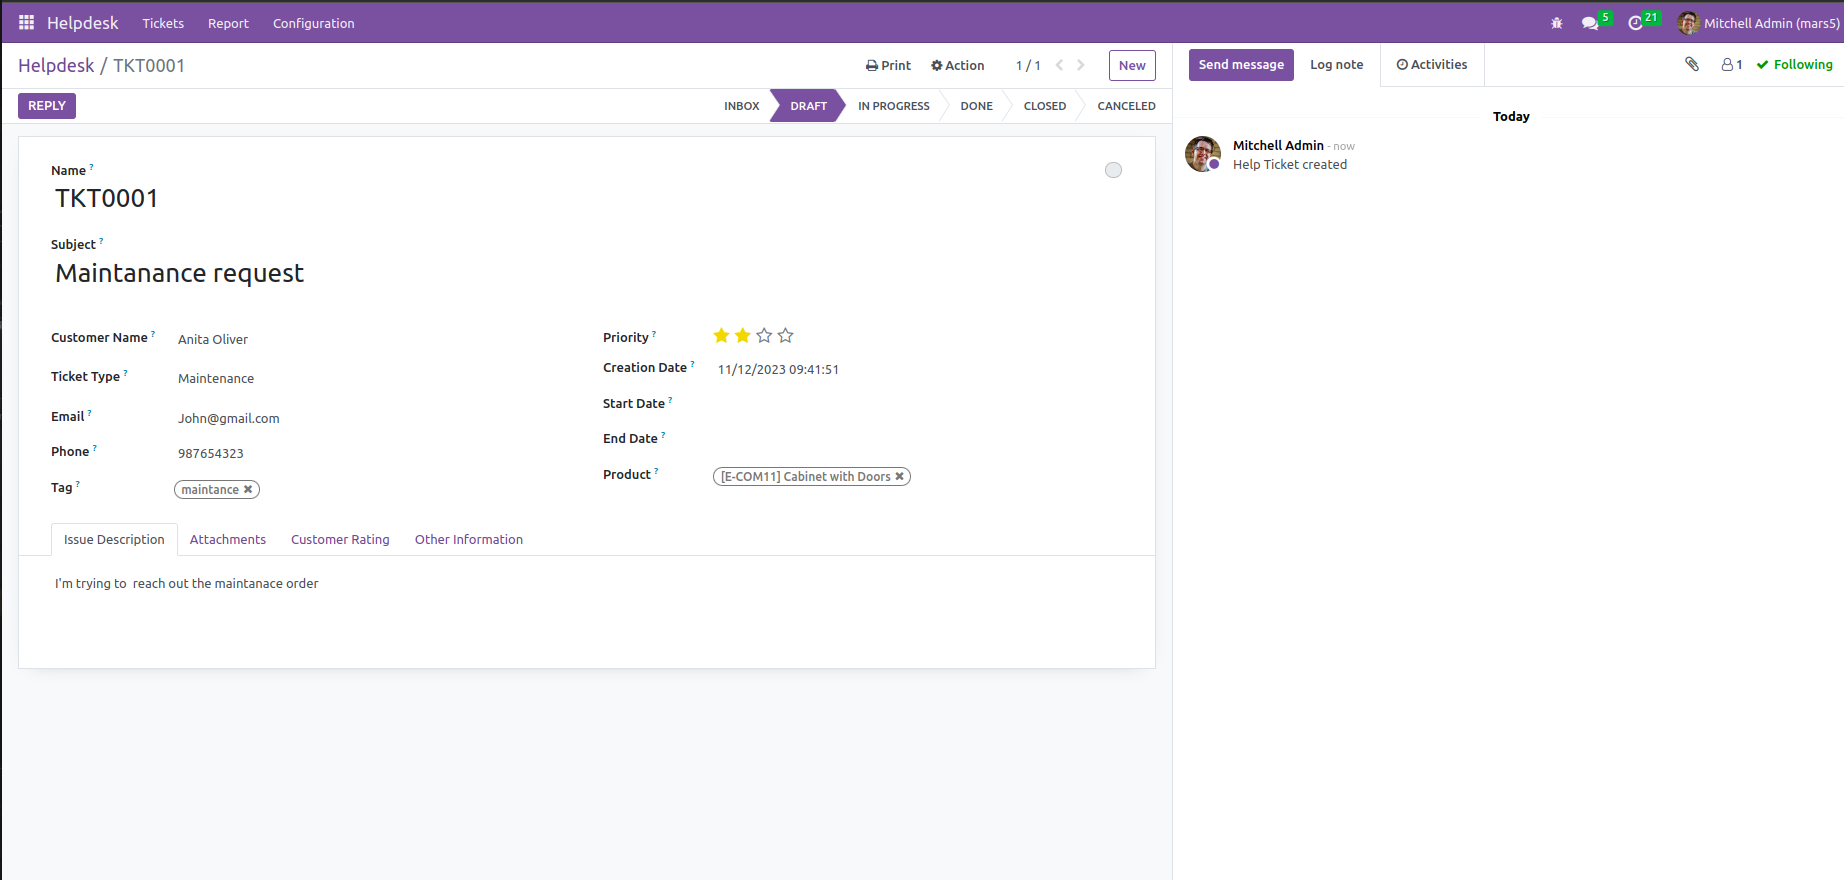 Helpdesk Tickets Report Configuration 5 21 Mitchell Admin (mars5)
Helpdesk / TKT0001 Print Action 1 / 1 New
Send message Log note Activities 1 Following
REPLY INBOX DRAFT IN PROGRESS DONE CLOSED CANCELED
Today
Mitchell Admin - now
Help Ticket created
Name ?
TKT0001
Subject ?
Maintanance request
Customer Name ? Anita Oliver
Ticket Type ? Maintenance
Email ? John@gmail.com
Phone ? 987654323
Tag ? maintance ✖
Priority ?
Creation Date ? 11/12/2023 09:41:51
Start Date ?
End Date ?
Product ? [E-COM11] Cabinet with Doors ✖
Issue Description Attachments Customer Rating Other Information
I'm trying to  reach out the maintanace order